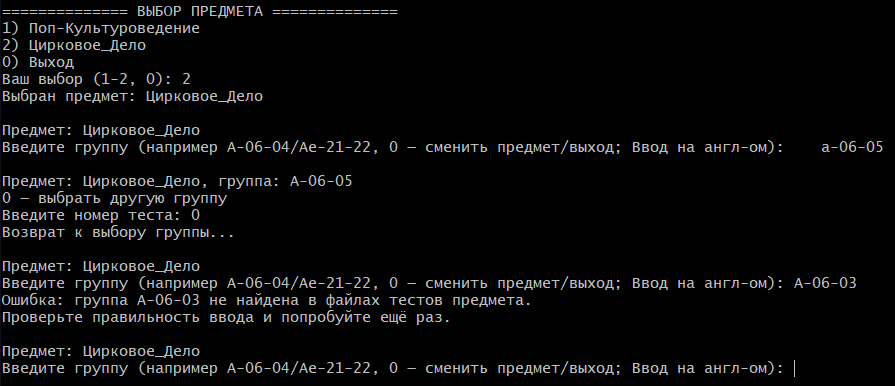 ============== ВЫБОР ПРЕДМЕТА ==============
1) Поп-Культуроведение
2) Цирковое_Дело
0) Выход
Ваш выбор (1-2, 0): 2
Выбран предмет: Цирковое_Дело
Предмет: Цирковое_Дело
Введите группу (например А-06-04/Ае-21-22, 0 — сменить предмет/выход; Ввод на англ-ом):    a-06-05
Предмет: Цирковое_Дело, группа: A-06-05
0 — выбрать другую группу
Введите номер теста: 0
Возврат к выбору группы...
Предмет: Цирковое_Дело
Введите группу (например А-06-04/Ае-21-22, 0 — сменить предмет/выход; Ввод на англ-ом): A-06-03
Ошибка: группа A-06-03 не найдена в файлах тестов предмета.
Проверьте правильность ввода и попробуйте ещё раз.
Предмет: Цирковое_Дело
Введите группу (например А-06-04/Ае-21-22, 0 — сменить предмет/выход; Ввод на англ-ом):